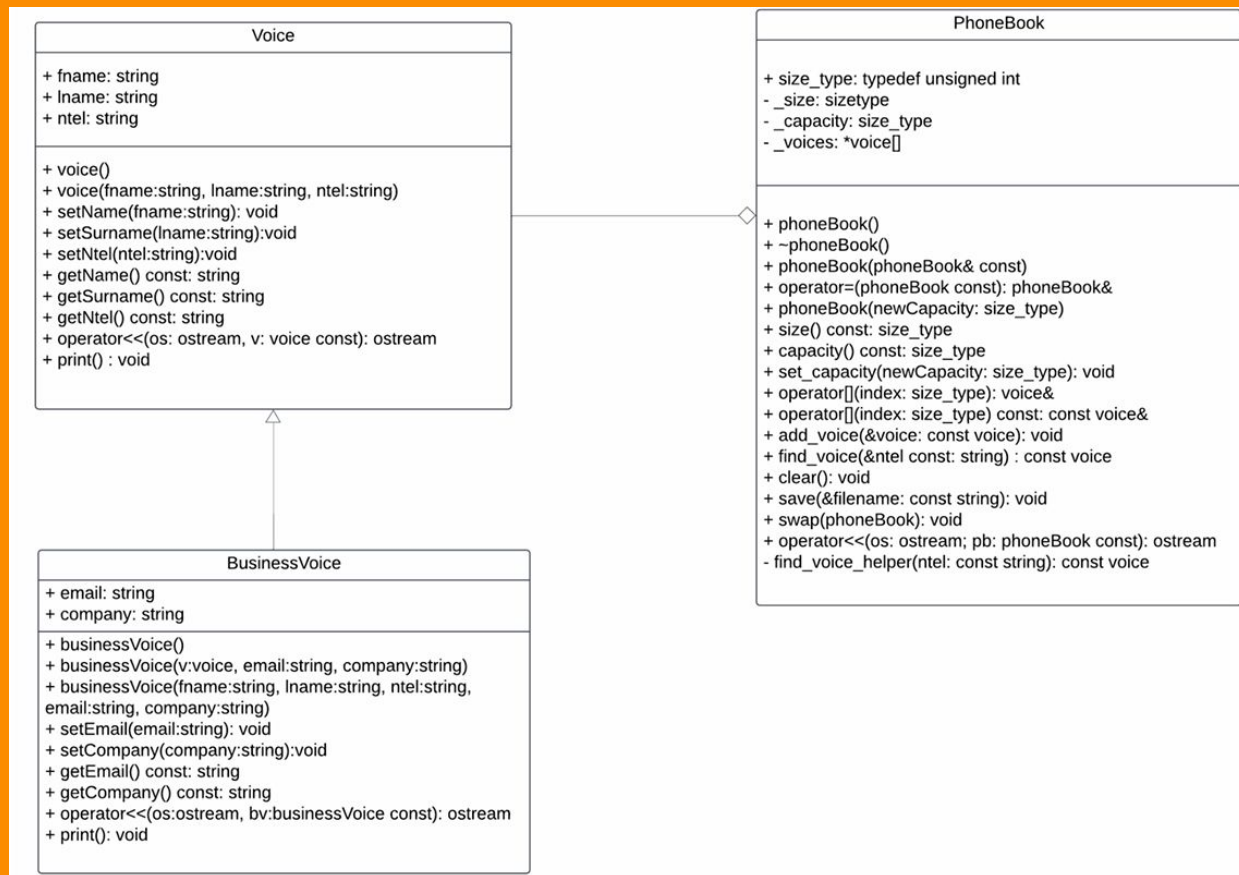 Voice
+ fname: string
+ lname: string
+ ntel: string
+ voice()
+ voice(fname:string, lname:string, ntel:string)
+ setName(fname:string): void
+ setSurname(lname:string):void
+ setNtel(ntel:string):void
+ getName() const: string
+ getSurname() const: string
+ getNtel() const: string
+ operator<<(os: ostream, v: voice const): ostream
+ print() : void
PhoneBook
+ size_type: typedef unsigned int
- _size: sizetype
- _capacity: size_type
- _voices: *voice[]
+ phoneBook()
+ ~phoneBook()
+ phoneBook(phoneBook& const)
+ operator=(phoneBook const): phoneBook&
+ phoneBook(newCapacity: size_type)
+ size() const: size_type
+ capacity() const: size_type
+ set_capacity(newCapacity: size_type): void
+ operator[](index: size_type): voice&
+ operator[](index: size_type) const: const voice&
+ add_voice(&voice: const voice): void
+ find_voice(&ntel const: string) : const voice
+ clear(): void
+ save(&filename: const string): void
+ swap(phoneBook): void
+ operator<<(os: ostream; pb: phoneBook const): ostream
- find_voice_helper(ntel: const string): const voice
BusinessVoice
+ email: string
+ company: string
+ businessVoice()
+ businessVoice(v:voice, email:string, company:string)
+ businessVoice(fname:string, lname:string, ntel:string,
email:string, company:string)
+ setEmail(email:string): void
+ setCompany(company:string):void
+ getEmail() const: string
+ getCompany() const: string
+ operator<<(os:ostream, bv:businessVoice const): ostream
+ print(): void